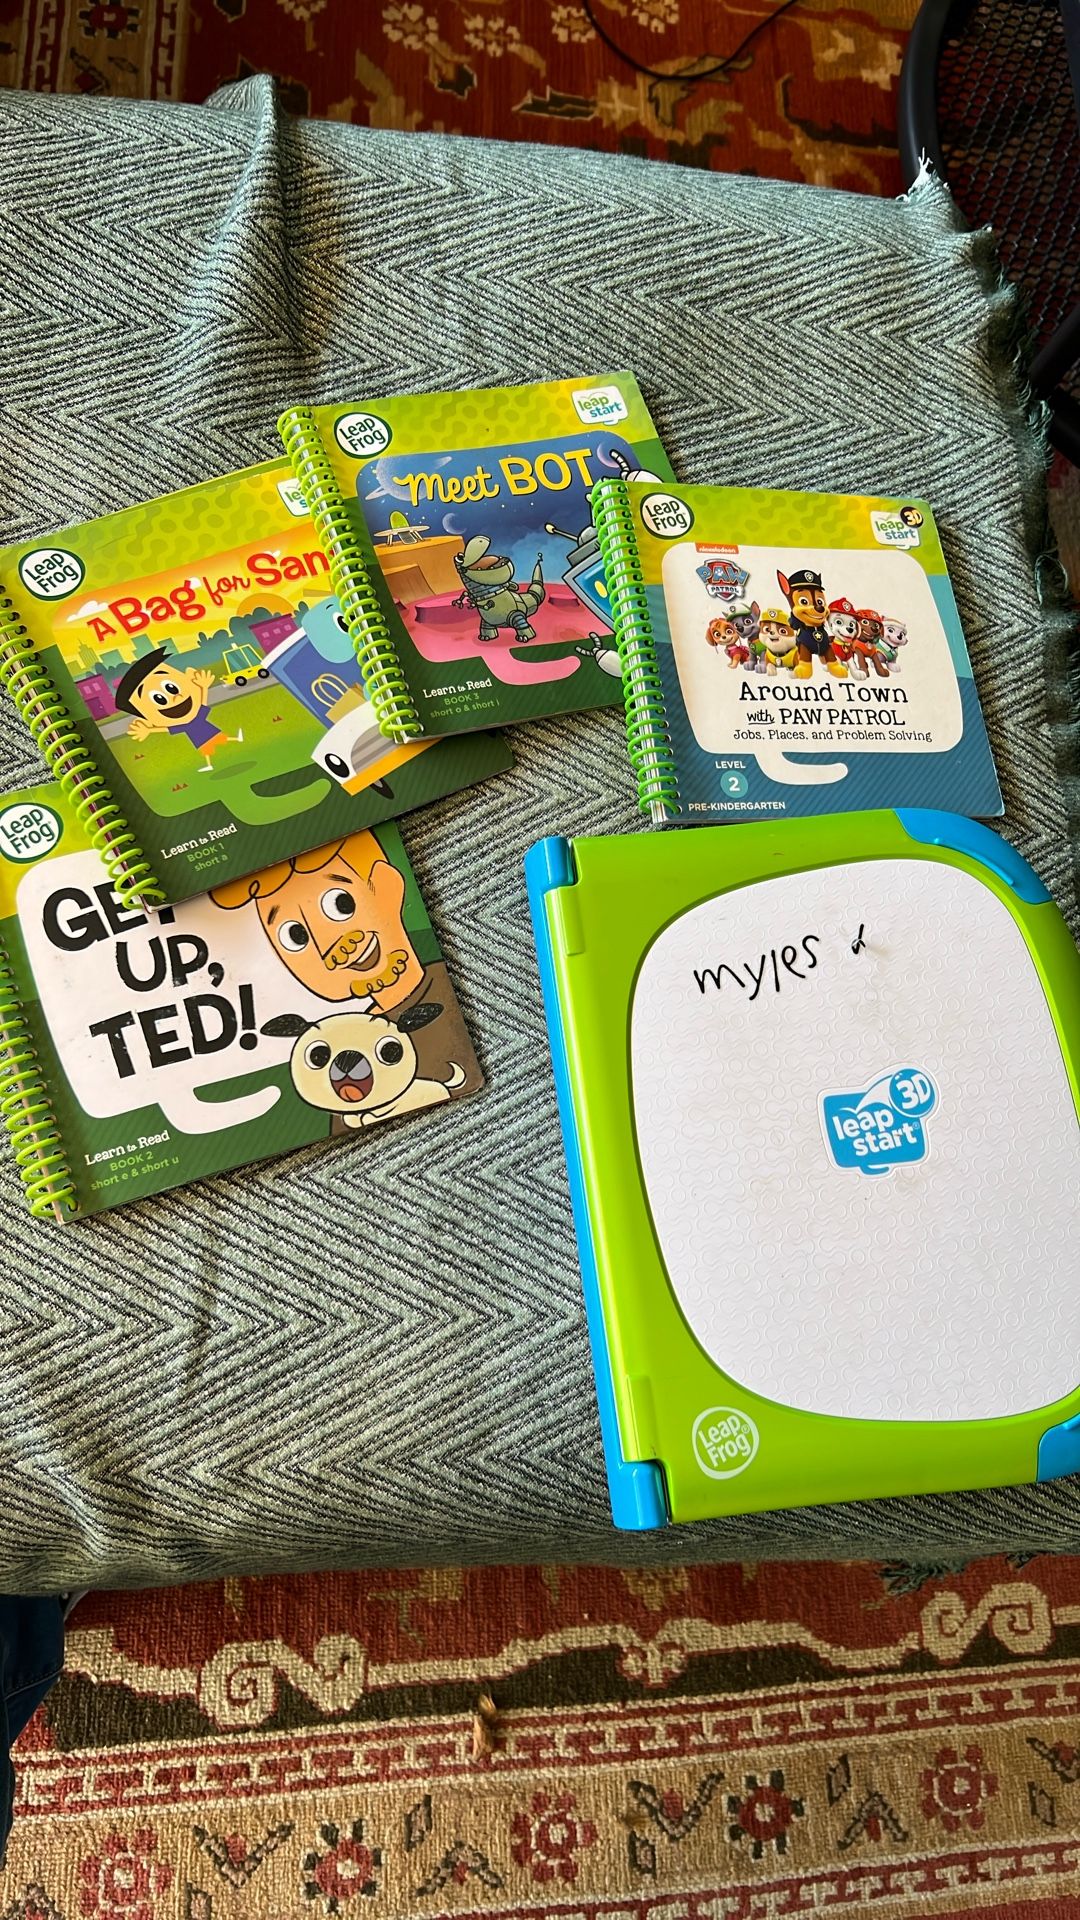 Leap
Frog
leap
start
Meet BOT
Learn to Read
BOOK 3
short o & short i
Leap
Frog
A Bag for
Learn to Read
BOOK 1
short a
Leap
Frog
leap
start 3D
nickelodeon
PAW
PATROL
Around Town
with PAW PATROL
Jobs, Places, and Problem Solving
LEVEL
2
PRE-KINDERGARTEN
Leap
Frog
GET
UP,
TED!
Learn to Read
BOOK 2
short e & short u
myles
leap 3D
start®
Leap
Frog®